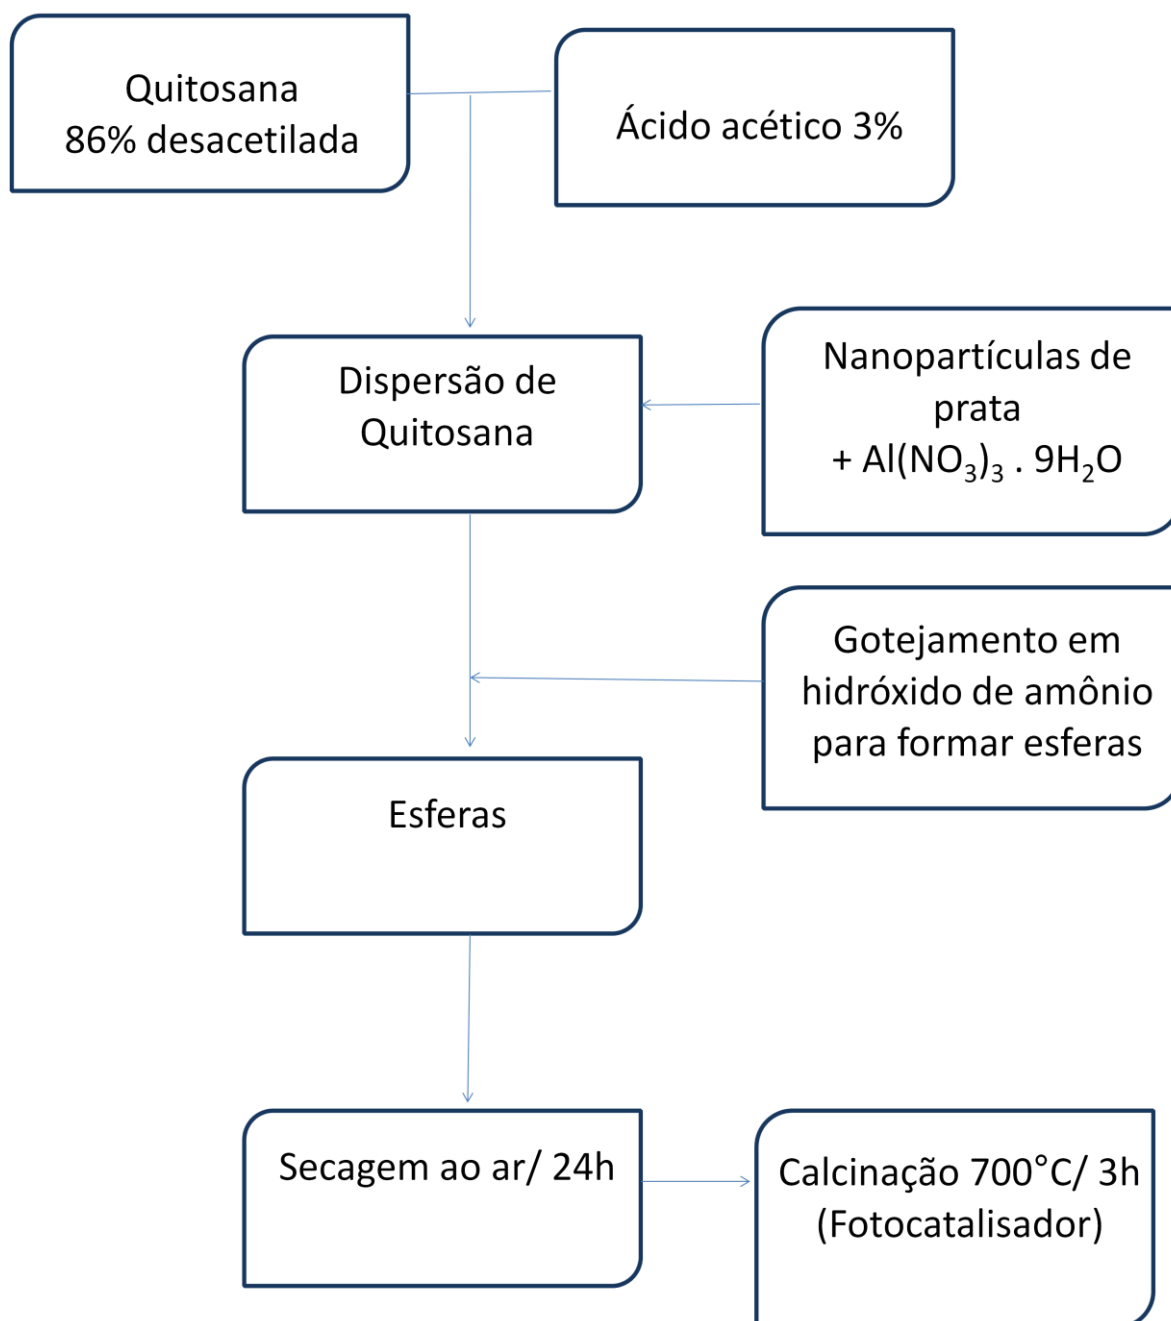 Quitosana
86% desacetilada
Ácido acético 3%
Dispersão de
Quitosana
Nanopartículas de
prata
+ Al(NO₃)₃ . 9H₂O
Gotejamento em
hidróxido de amônio
para formar esferas
Esferas
Secagem ao ar/ 24h
Calcinação 700°C/ 3h
(Fotocatalisador)